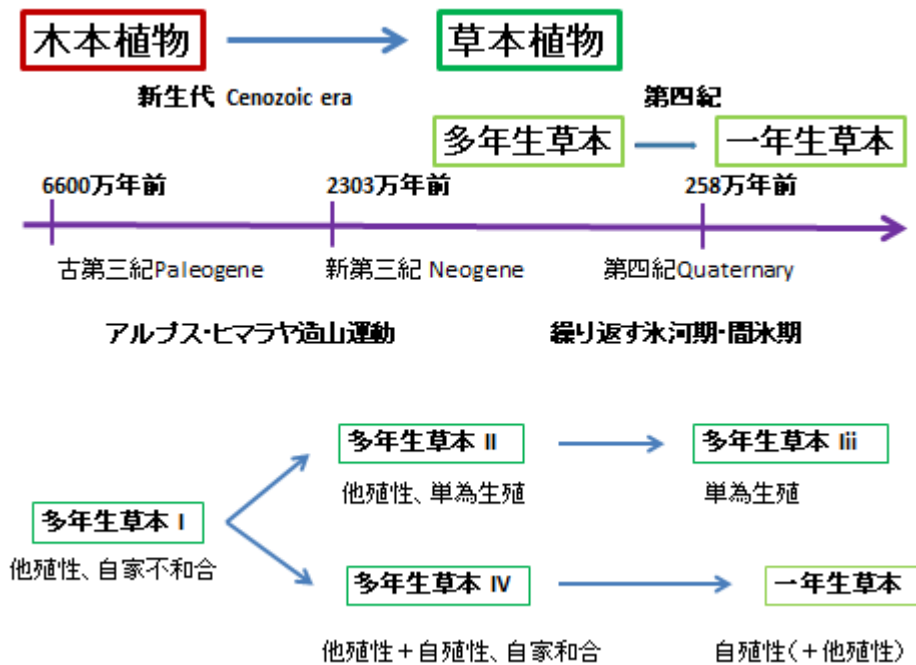 木本植物
草本植物
新生代 Cenozoic era
第四紀
多年生草本
一年生草本
6600万年前
2303万年前
258万年前
古第三紀Paleogene
新第三紀 Neogene
第四紀Quaternary
アルプス・ヒマラヤ造山運動
繰り返す氷河期・間氷期
多年生草本 II
多年生草本 Iii
他殖性、単為生殖
単為生殖
多年生草本 I
他殖性、自家不和合
多年生草本 IV
一年生草本
他殖性+自殖性、自家和合
自殖性(+他殖性)